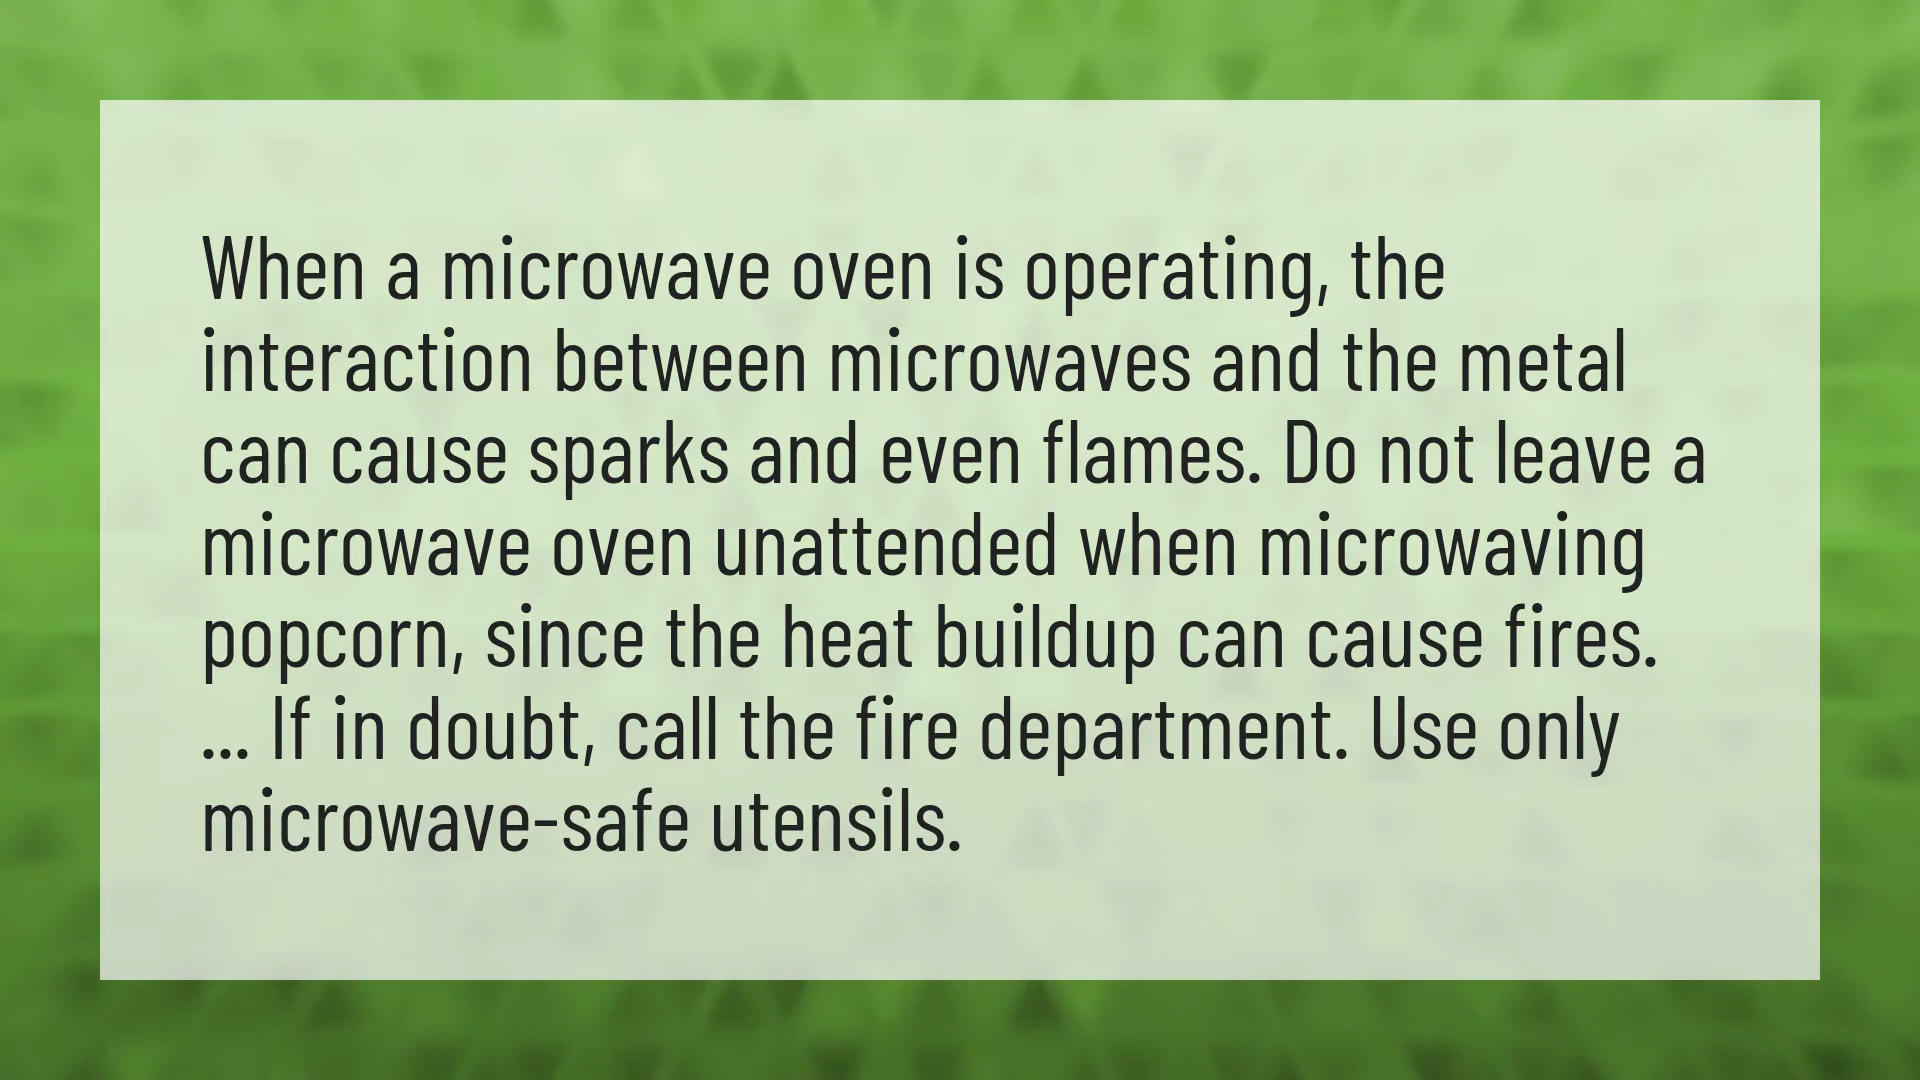 When a microwave oven is operating, the
interaction between microwaves and the metal
can cause sparks and even flames. Do not leave a
microwave oven unattended when microwaving
popcorn, since the heat buildup can cause fires.
... If in doubt, call the fire department. Use only
microwave-safe utensils.